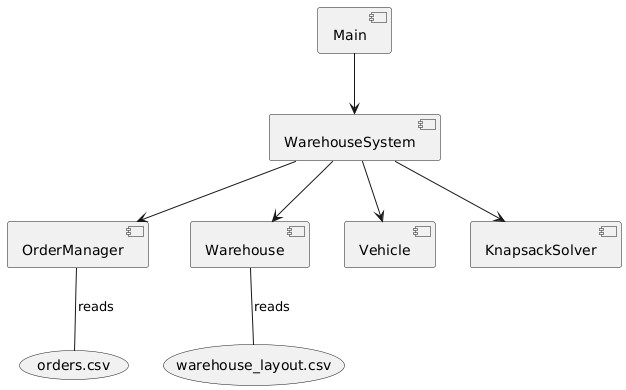 Main
WarehouseSystem
OrderManager
Warehouse
Vehicle
KnapsackSolver
reads
reads
orders.csv
warehouse_layout.csv